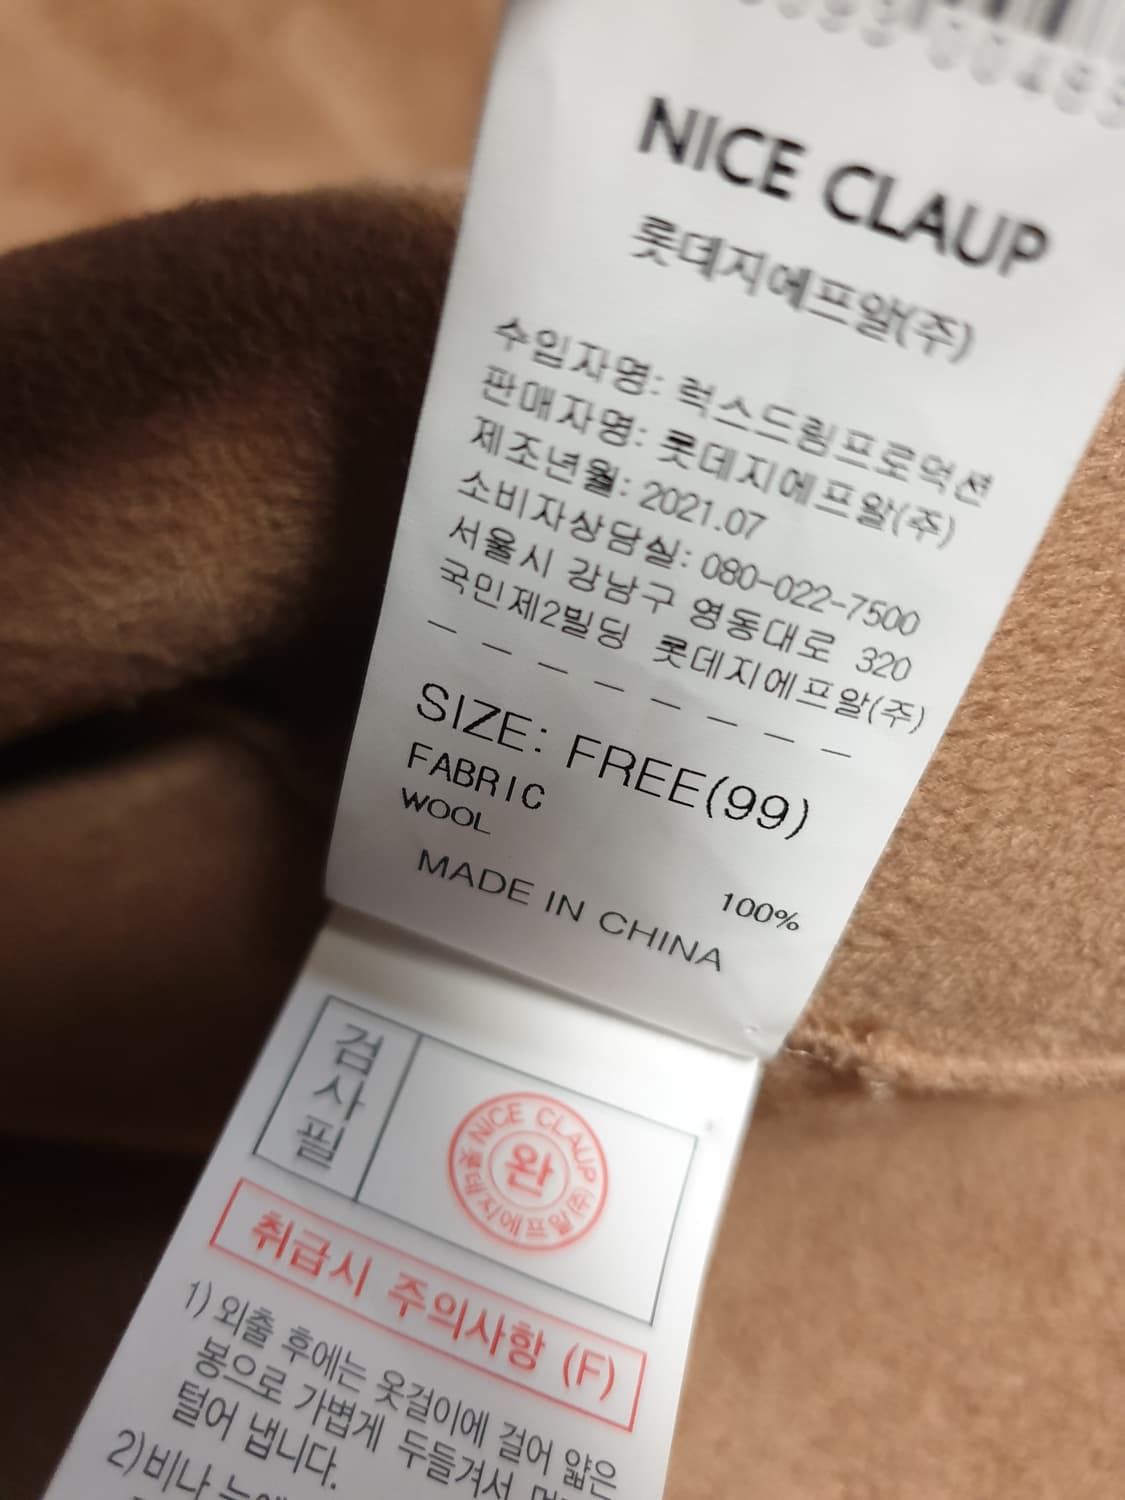 NICE CLAUP
롯데지에프알(주)
수입자명: 럭스드림프로덕션
판매자명: 롯데지에프알(주)
제조년월: 2021.07
소비자상담실: 080-022-7500
서울시 강남구 영동대로 320
국민제2빌딩 롯데지에프알(주)
SIZE: FREE(99)
FABRIC
WOOL 100%
MADE IN CHINA
검사필
NICE CLAUP
완
롯데지에프알(주)
취급시 주의사항 (F)
1) 외출 후에는 옷걸이에 걸어 얇은
봉으로 가볍게 두들겨서
털어 냅니다.
2) 비나